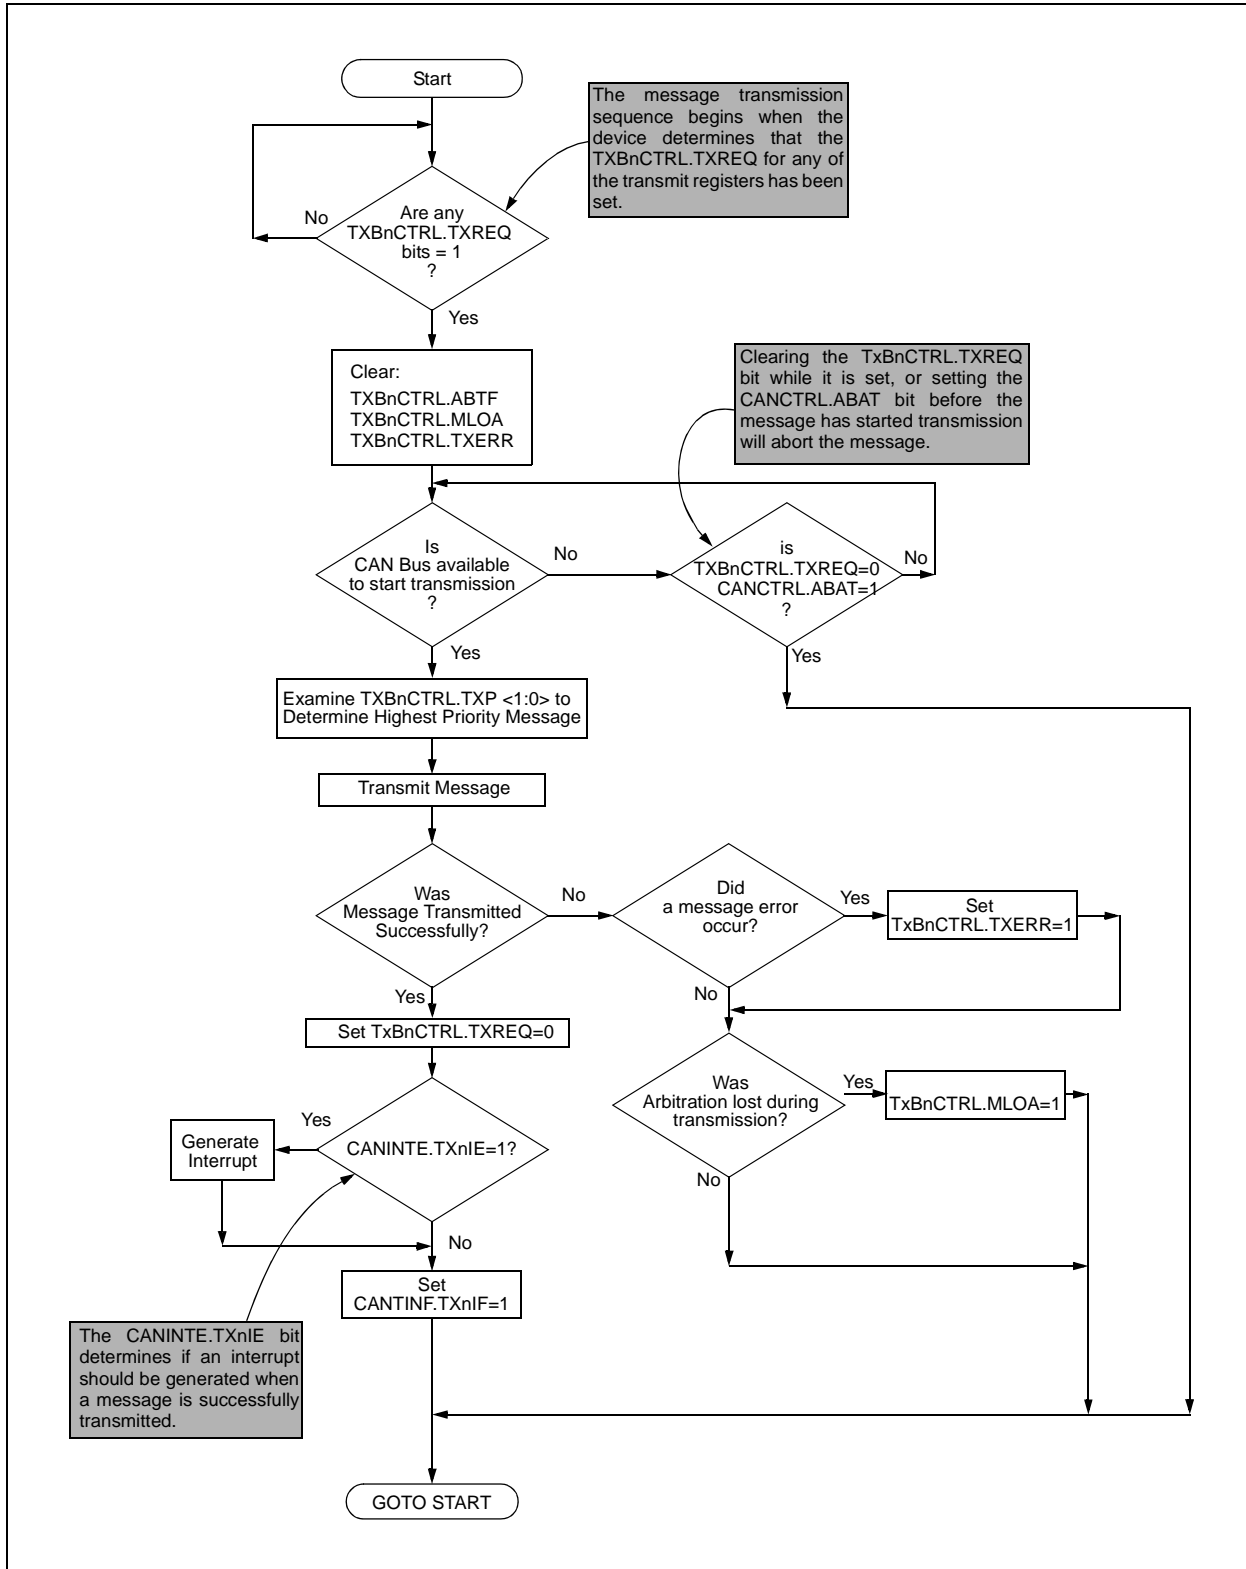 Start
The message transmission
sequence begins when the
device determines that the
TXBnCTRL.TXREQ for any of
the transmit registers has been
set.
No
Are any
TXBnCTRL.TXREQ
bits = 1
?
Yes
Clear:
TXBnCTRL.ABTF
TXBnCTRL.MLOA
TXBnCTRL.TXERR
Clearing the TxBnCTRL.TXREQ
bit while it is set, or setting the
CANCTRL.ABAT bit before the
message has started transmission
will abort the message.
Is
CAN Bus available
to start transmission
?
No
is
TXBnCTRL.TXREQ=0
CANCTRL.ABAT=1
?
No
Yes
Yes
Examine TXBnCTRL.TXP <1:0> to
Determine Highest Priority Message
Transmit Message
Was
Message Transmitted
Successfully?
No
Did
a message error
occur?
Yes
Set
TxBnCTRL.TXERR=1
Yes
No
Set TxBnCTRL.TXREQ=0
Was
Arbitration lost during
transmission?
Yes
TxBnCTRL.MLOA=1
No
Yes
Generate
Interrupt
CANINTE.TXnIE=1?
No
Set
CANTINF.TXnIF=1
The CANINTE.TXnIE bit
determines if an interrupt
should be generated when
a message is successfully
transmitted.
GOTO START